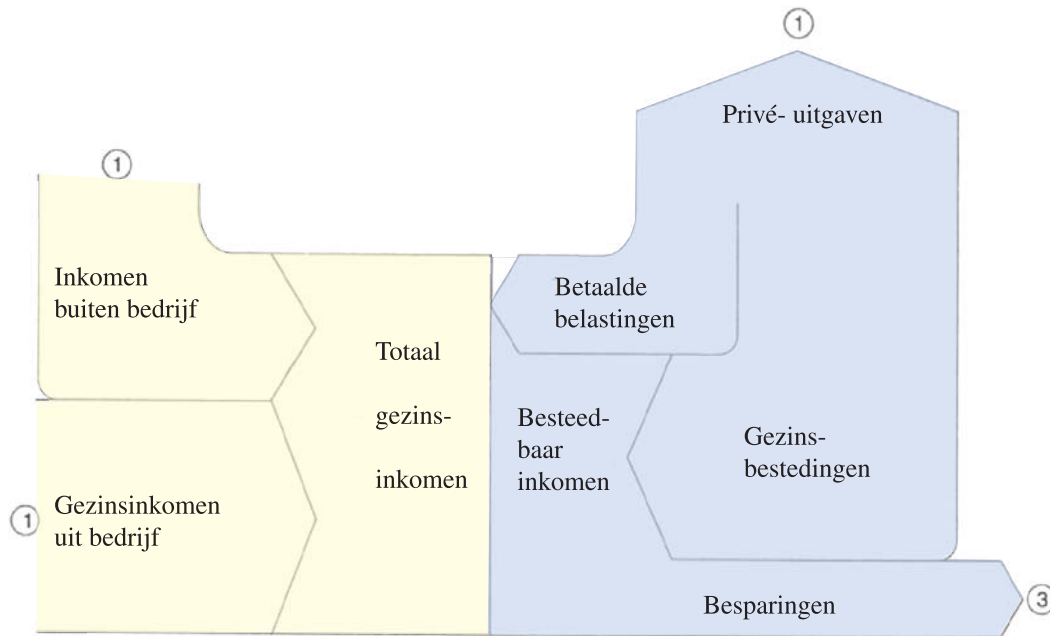 ①
Privé- uitgaven
①
Inkomen
buiten bedrijf
Betaalde
belastingen
Totaal
gezins-
inkomen
Besteed-
baar
inkomen
Gezins-
bestedingen
①
Gezinsinkomen
uit bedrijf
Besparingen
③